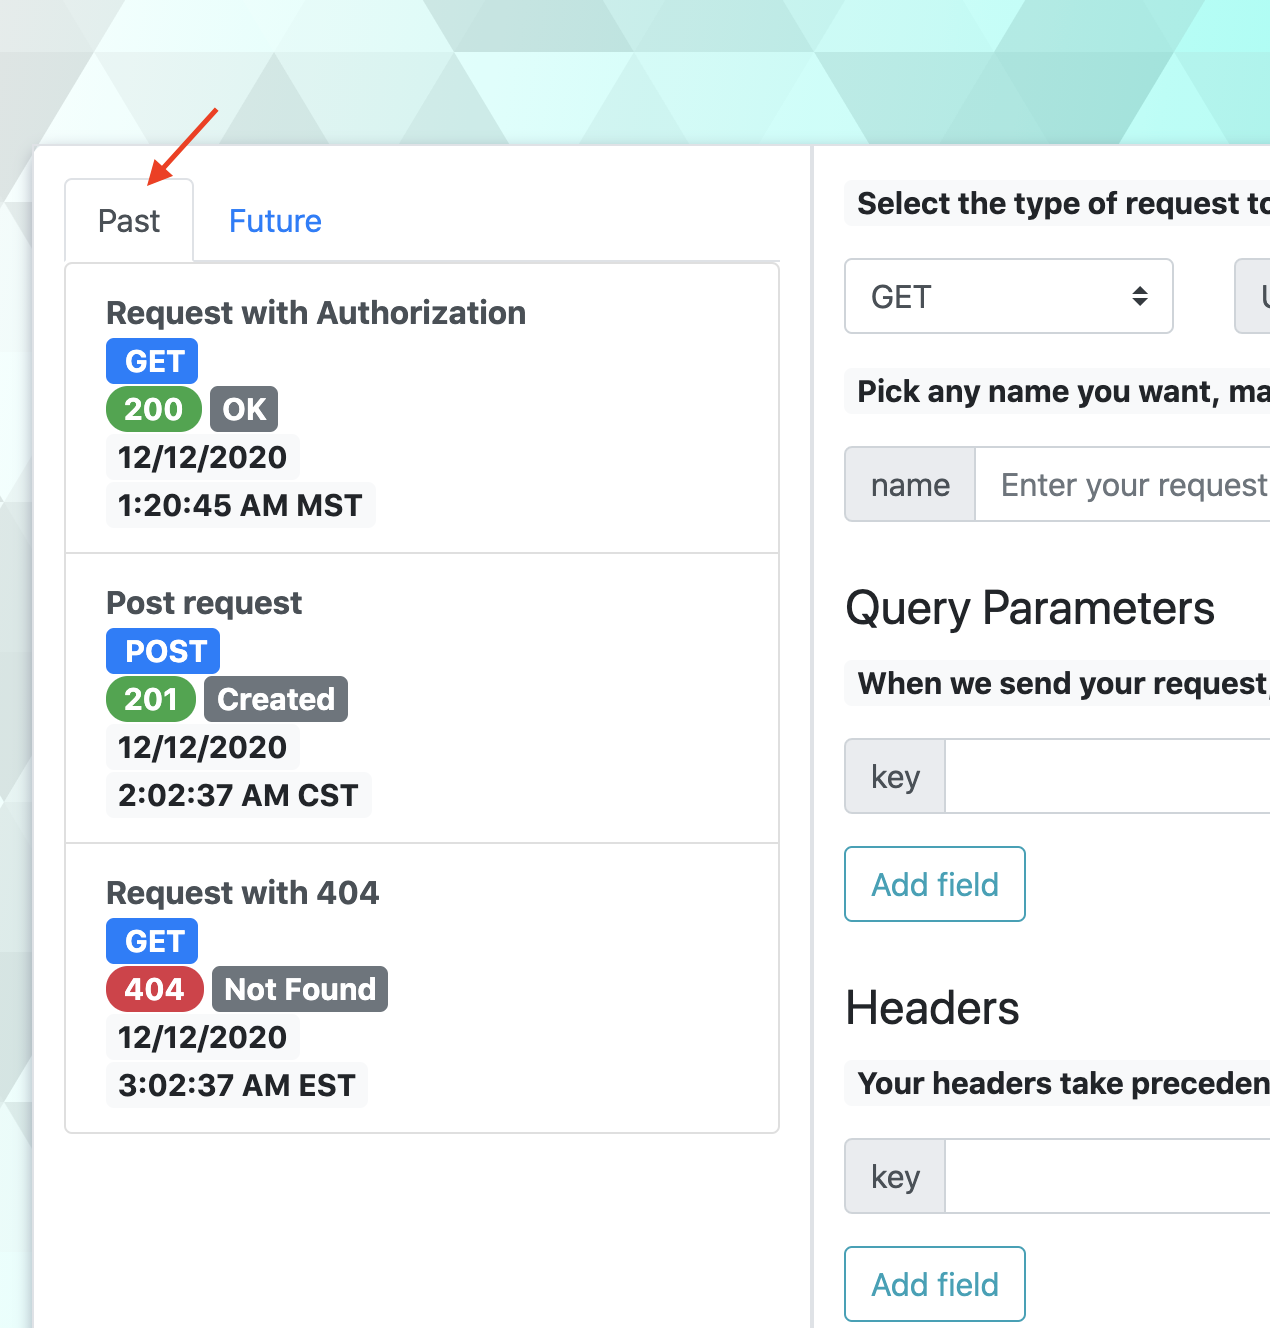 Past
Future
Request with Authorization
GET
200 OK
12/12/2020
1:20:45 AM MST
Post request
POST
201 Created
12/12/2020
2:02:37 AM CST
Request with 404
GET
404 Not Found
12/12/2020
3:02:37 AM EST
Select the type of request to
GET
Pick any name you want,
name
Enter your request
Query Parameters
When we send your request,
key
Add field
Headers
Your headers take
key
Add field